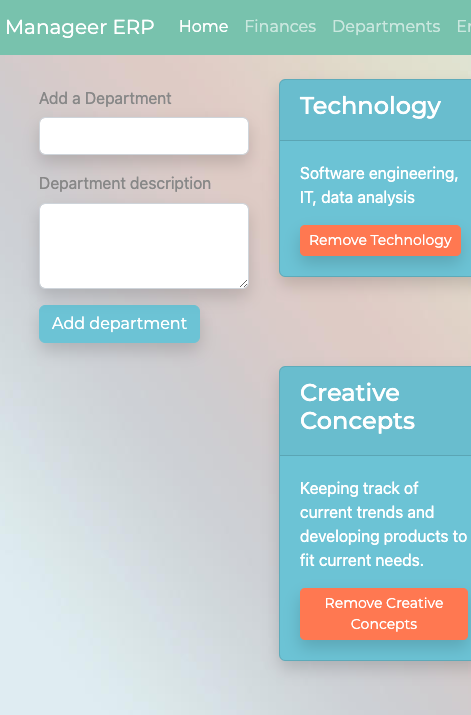 Manageer ERP Home Finances Departments
Add a Department
Department description
Add department
Technology
Software engineering,
IT, data analysis
Remove Technology
Creative
Concepts
Keeping track of
current trends and
developing products to
fit current needs.
Remove Creative
Concepts